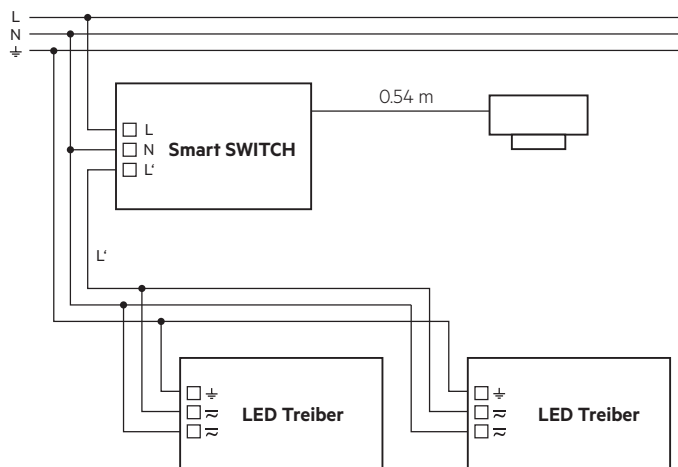 L
N
0.54 m
L
N
L‘
Smart SWITCH
L‘
LED Treiber
LED Treiber